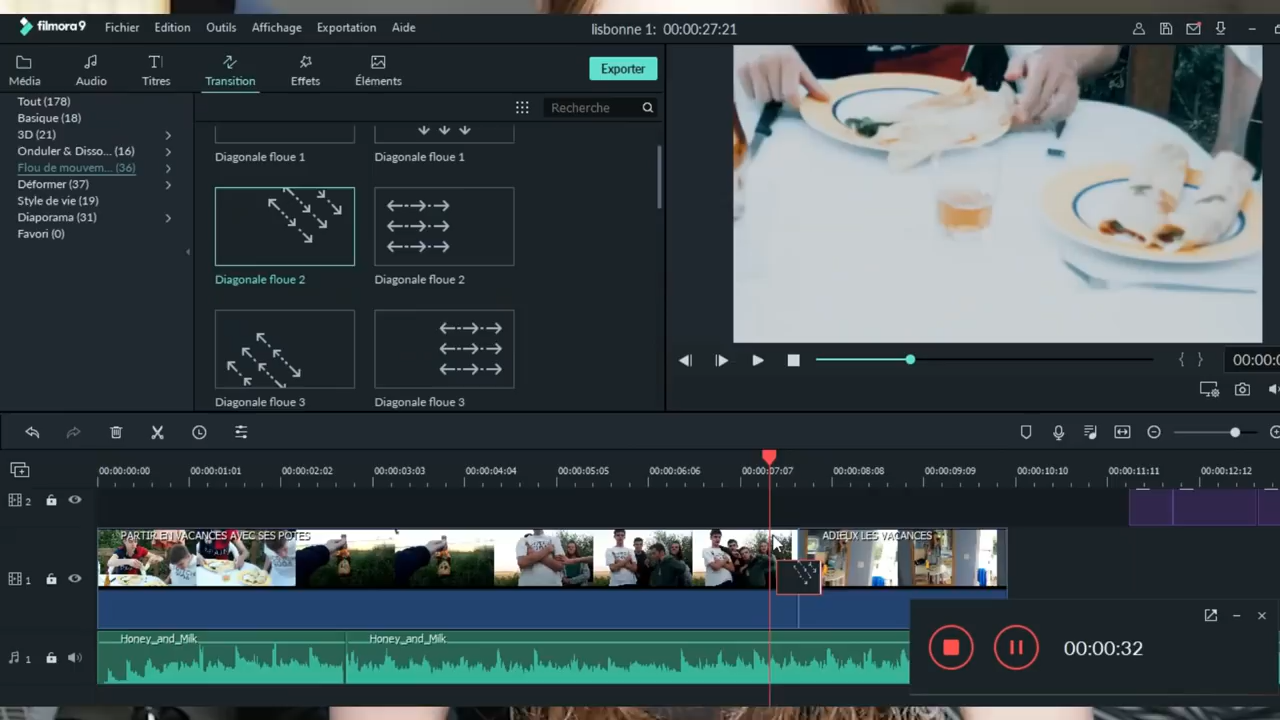 filmora9 Fichier Edition Outils Affichage Exportation Aide lisbonne 1: 00:00:27:21
Média Audio Titres Transition Effets Éléments Exporter
Tout (178)
Basique (18)
3D (21)
Onduler & Disso... (16)
Flou de mouvem... (36)
Déformer (37)
Style de vie (19)
Diaporama (31)
Favori (0)
Recherche
Diagonale floue 1 Diagonale floue 1
Diagonale floue 2 Diagonale floue 2
Diagonale floue 3 Diagonale floue 3
00:00:0
00:00:00:00 00:00:01:01 00:00:02:02 00:00:03:03 00:00:04:04 00:00:05:05 00:00:06:06 00:00:07:07 00:00:08:08 00:00:09:09 00:00:10:10 00:00:11:11 00:00:12:12
2
PARTIR EN VACANCES AVEC SES POTES ADIEUX LES VACANCES
1
Honey_and_Milk Honey_and_Milk
1
00:00:32